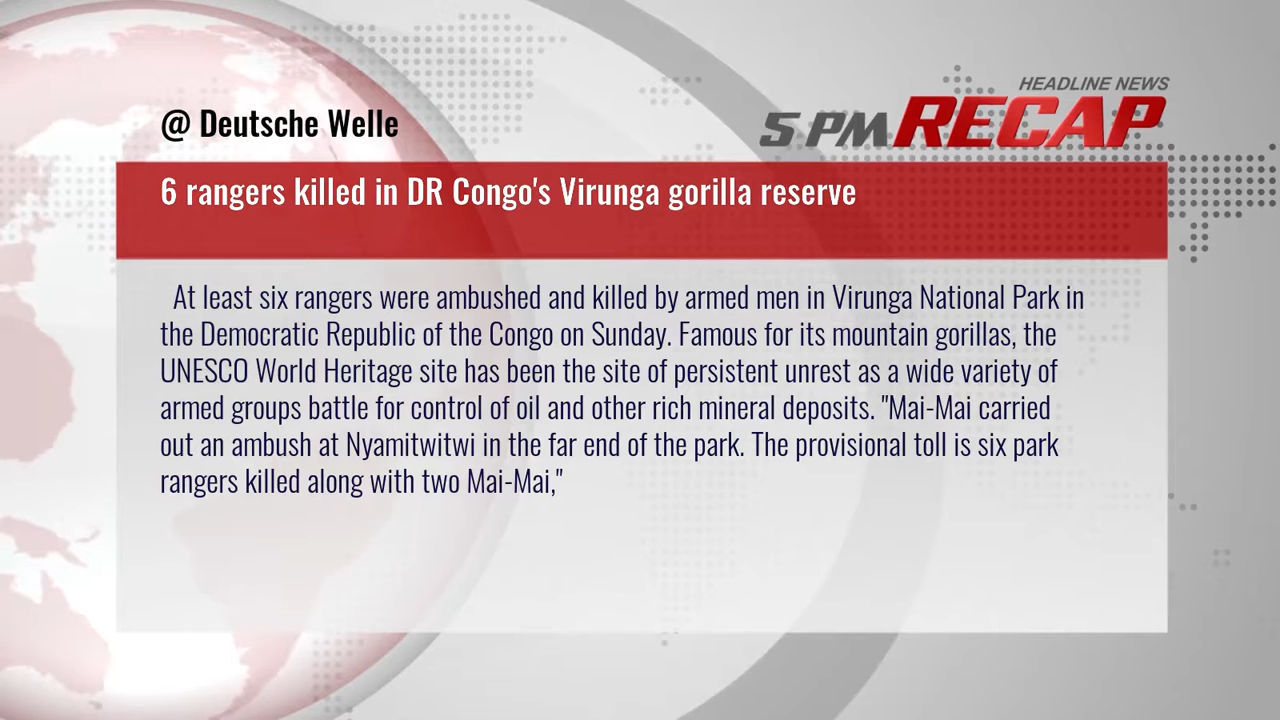 HEADLINE NEWS
@ Deutsche Welle
5 PM RECAP
6 rangers killed in DR Congo's Virunga gorilla reserve
At least six rangers were ambushed and killed by armed men in Virunga National Park in
the Democratic Republic of the Congo on Sunday. Famous for its mountain gorillas, the
UNESCO World Heritage site has been the site of persistent unrest as a wide variety of
armed groups battle for control of oil and other rich mineral deposits. "Mai-Mai carried
out an ambush at Nyamitwitwi in the far end of the park. The provisional toll is six park
rangers killed along with two Mai-Mai,"